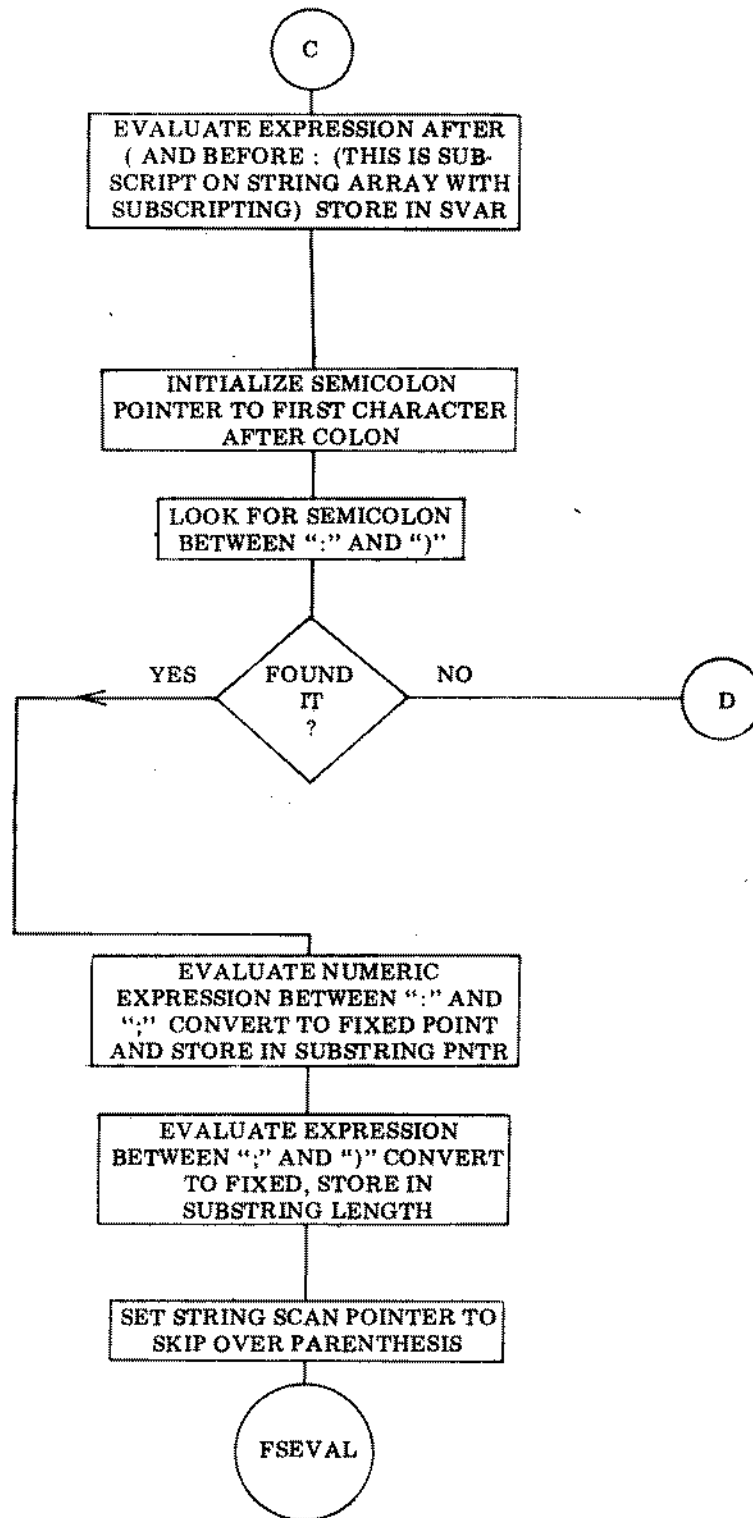 C
EVALUATE EXPRESSION AFTER
( AND BEFORE : (THIS IS SUB-
SCRIPT ON STRING ARRAY WITH
SUBSCRIPTING) STORE IN SVAR
INITIALIZE SEMICOLON
POINTER TO FIRST CHARACTER
AFTER COLON
LOOK FOR SEMICOLON
BETWEEN “:” AND “)”
YES
FOUND
IT
?
NO
D
EVALUATE NUMERIC
EXPRESSION BETWEEN “:” AND
“;” CONVERT TO FIXED POINT
AND STORE IN SUBSTRING PNTR
EVALUATE EXPRESSION
BETWEEN “;” AND “)” CONVERT
TO FIXED, STORE IN
SUBSTRING LENGTH
SET STRING SCAN POINTER TO
SKIP OVER PARENTHESIS
FSEVAL